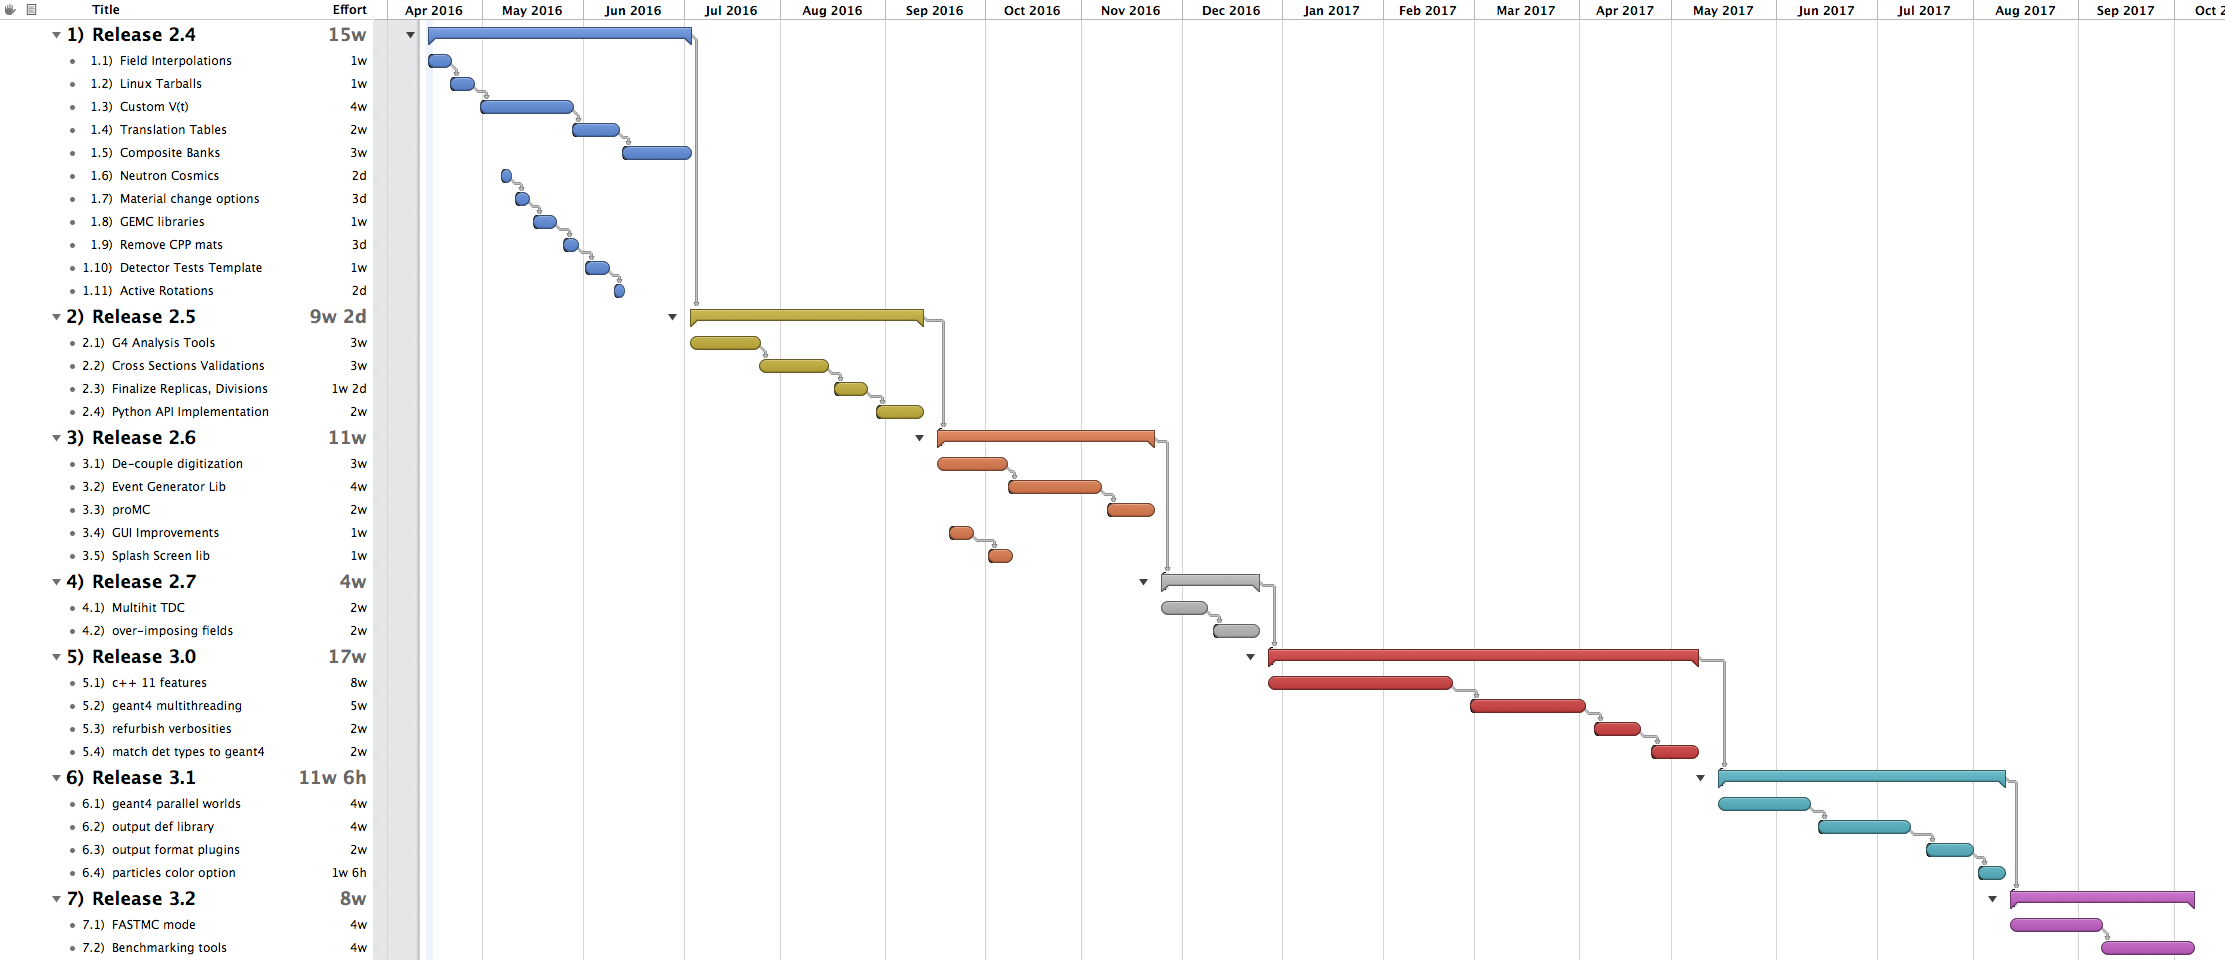 Title Effort Apr 2016 May 2016 Jun 2016 Jul 2016 Aug 2016 Sep 2016 Oct 2016 Nov 2016 Dec 2016 Jan 2017 Feb 2017 Mar 2017 Apr 2017 May 2017 Jun 2017 Jul 2017 Aug 2017 Sep 2017 Oct 2
1) Release 2.4 15w
1.1) Field Interpolations 1w
1.2) Linux Tarballs 1w
1.3) Custom V(t) 4w
1.4) Translation Tables 2w
1.5) Composite Banks 3w
1.6) Neutron Cosmics 2d
1.7) Material change options 3d
1.8) GEMC libraries 1w
1.9) Remove CPP mats 3d
1.10) Detector Tests Template 1w
1.11) Active Rotations 2d
2) Release 2.5 9w 2d
2.1) G4 Analysis Tools 3w
2.2) Cross Sections Validations 3w
2.3) Finalize Replicas, Divisions 1w 2d
2.4) Python API Implementation 2w
3) Release 2.6 11w
3.1) De-couple digitization 3w
3.2) Event Generator Lib 4w
3.3) proMC 2w
3.4) GUI Improvements 1w
3.5) Splash Screen lib 1w
4) Release 2.7 4w
4.1) Multihit TDC 2w
4.2) over-imposing fields 2w
5) Release 3.0 17w
5.1) c++ 11 features 8w
5.2) geant4 multithreading 5w
5.3) refurbish verbosities 2w
5.4) match det types to geant4 2w
6) Release 3.1 11w 6h
6.1) geant4 parallel worlds 4w
6.2) output def library 4w
6.3) output format plugins 2w
6.4) particles color option 1w 6h
7) Release 3.2 8w
7.1) FASTMC mode 4w
7.2) Benchmarking tools 4w